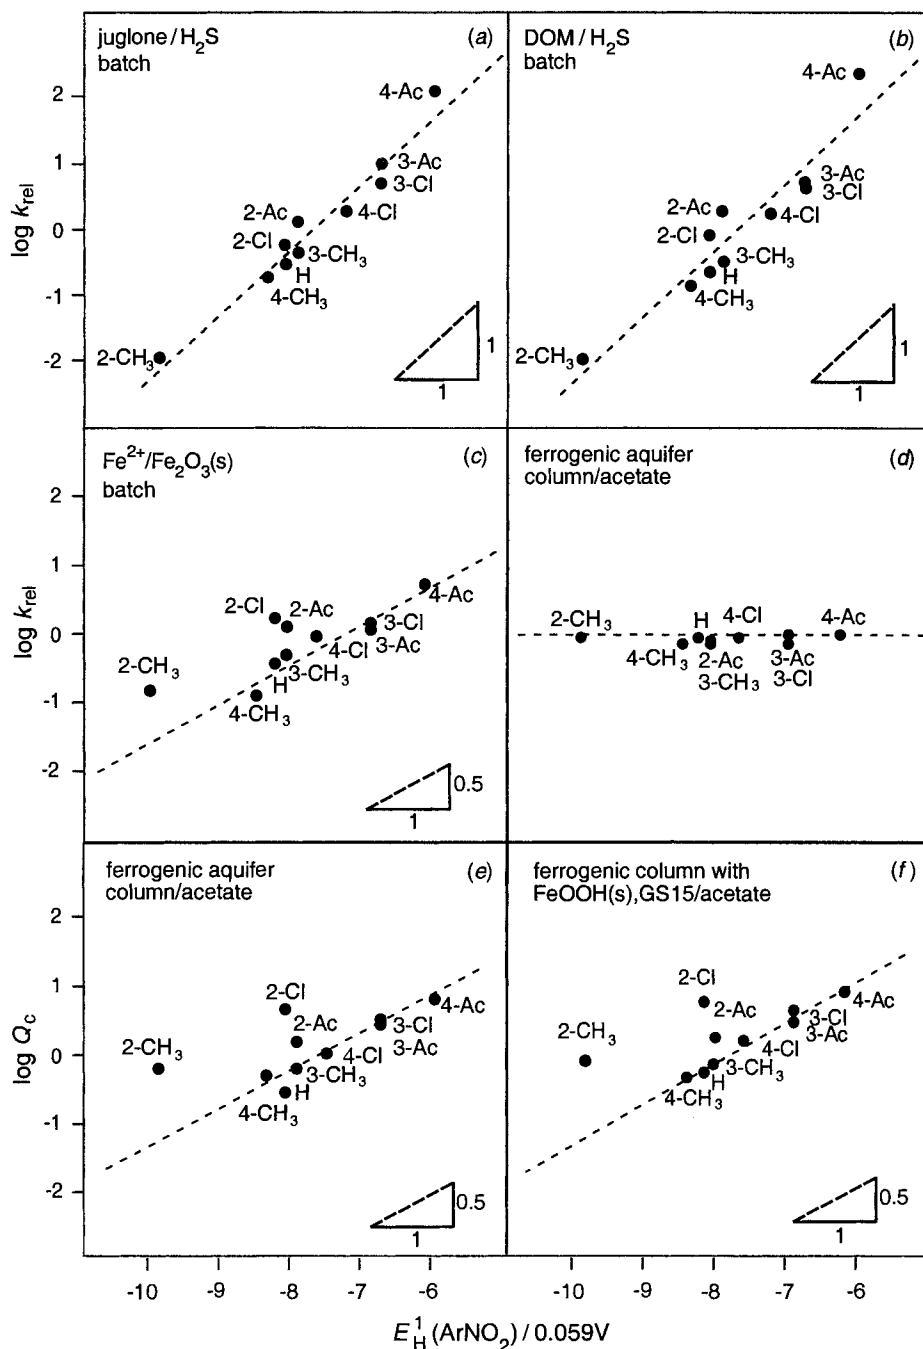 juglone/H2S
batch
(a)
4-Ac
3-Ac
3-Cl
2-Ac
4-Cl
2-Cl
3-CH3
H
4-CH3
2-CH3
1
1
log krel
2
1
0
-1
-2
DOM/H2S
batch
(b)
4-Ac
3-Ac
3-Cl
2-Ac
4-Cl
2-Cl
3-CH3
H
4-CH3
2-CH3
1
1
Fe2+/Fe2O3(s)
batch
(c)
4-Ac
2-Cl
2-Ac
3-Cl
4-Cl
3-Ac
2-CH3
3-CH3
H
4-CH3
0.5
1
log krel
2
1
0
-1
-2
ferrogenic aquifer
column/acetate
(d)
2-CH3
H
4-Cl
4-Ac
4-CH3
2-Ac
3-Ac
3-CH3
3-Cl
ferrogenic aquifer
column/acetate
(e)
2-Cl
4-Ac
2-Ac
3-Cl
2-CH3
4-Cl
3-Ac
3-CH3
H
4-CH3
0.5
1
log Qc
2
1
0
-1
-2
-10
-9
-8
-7
-6
ferrogenic column with
FeOOH(s),GS15/acetate
(f)
2-Cl
4-Ac
2-Ac
3-Cl
2-CH3
4-Cl
3-Ac
3-CH3
H
4-CH3
0.5
1
-10
-9
-8
-7
-6
-5
E1H(ArNO2)/0.059V